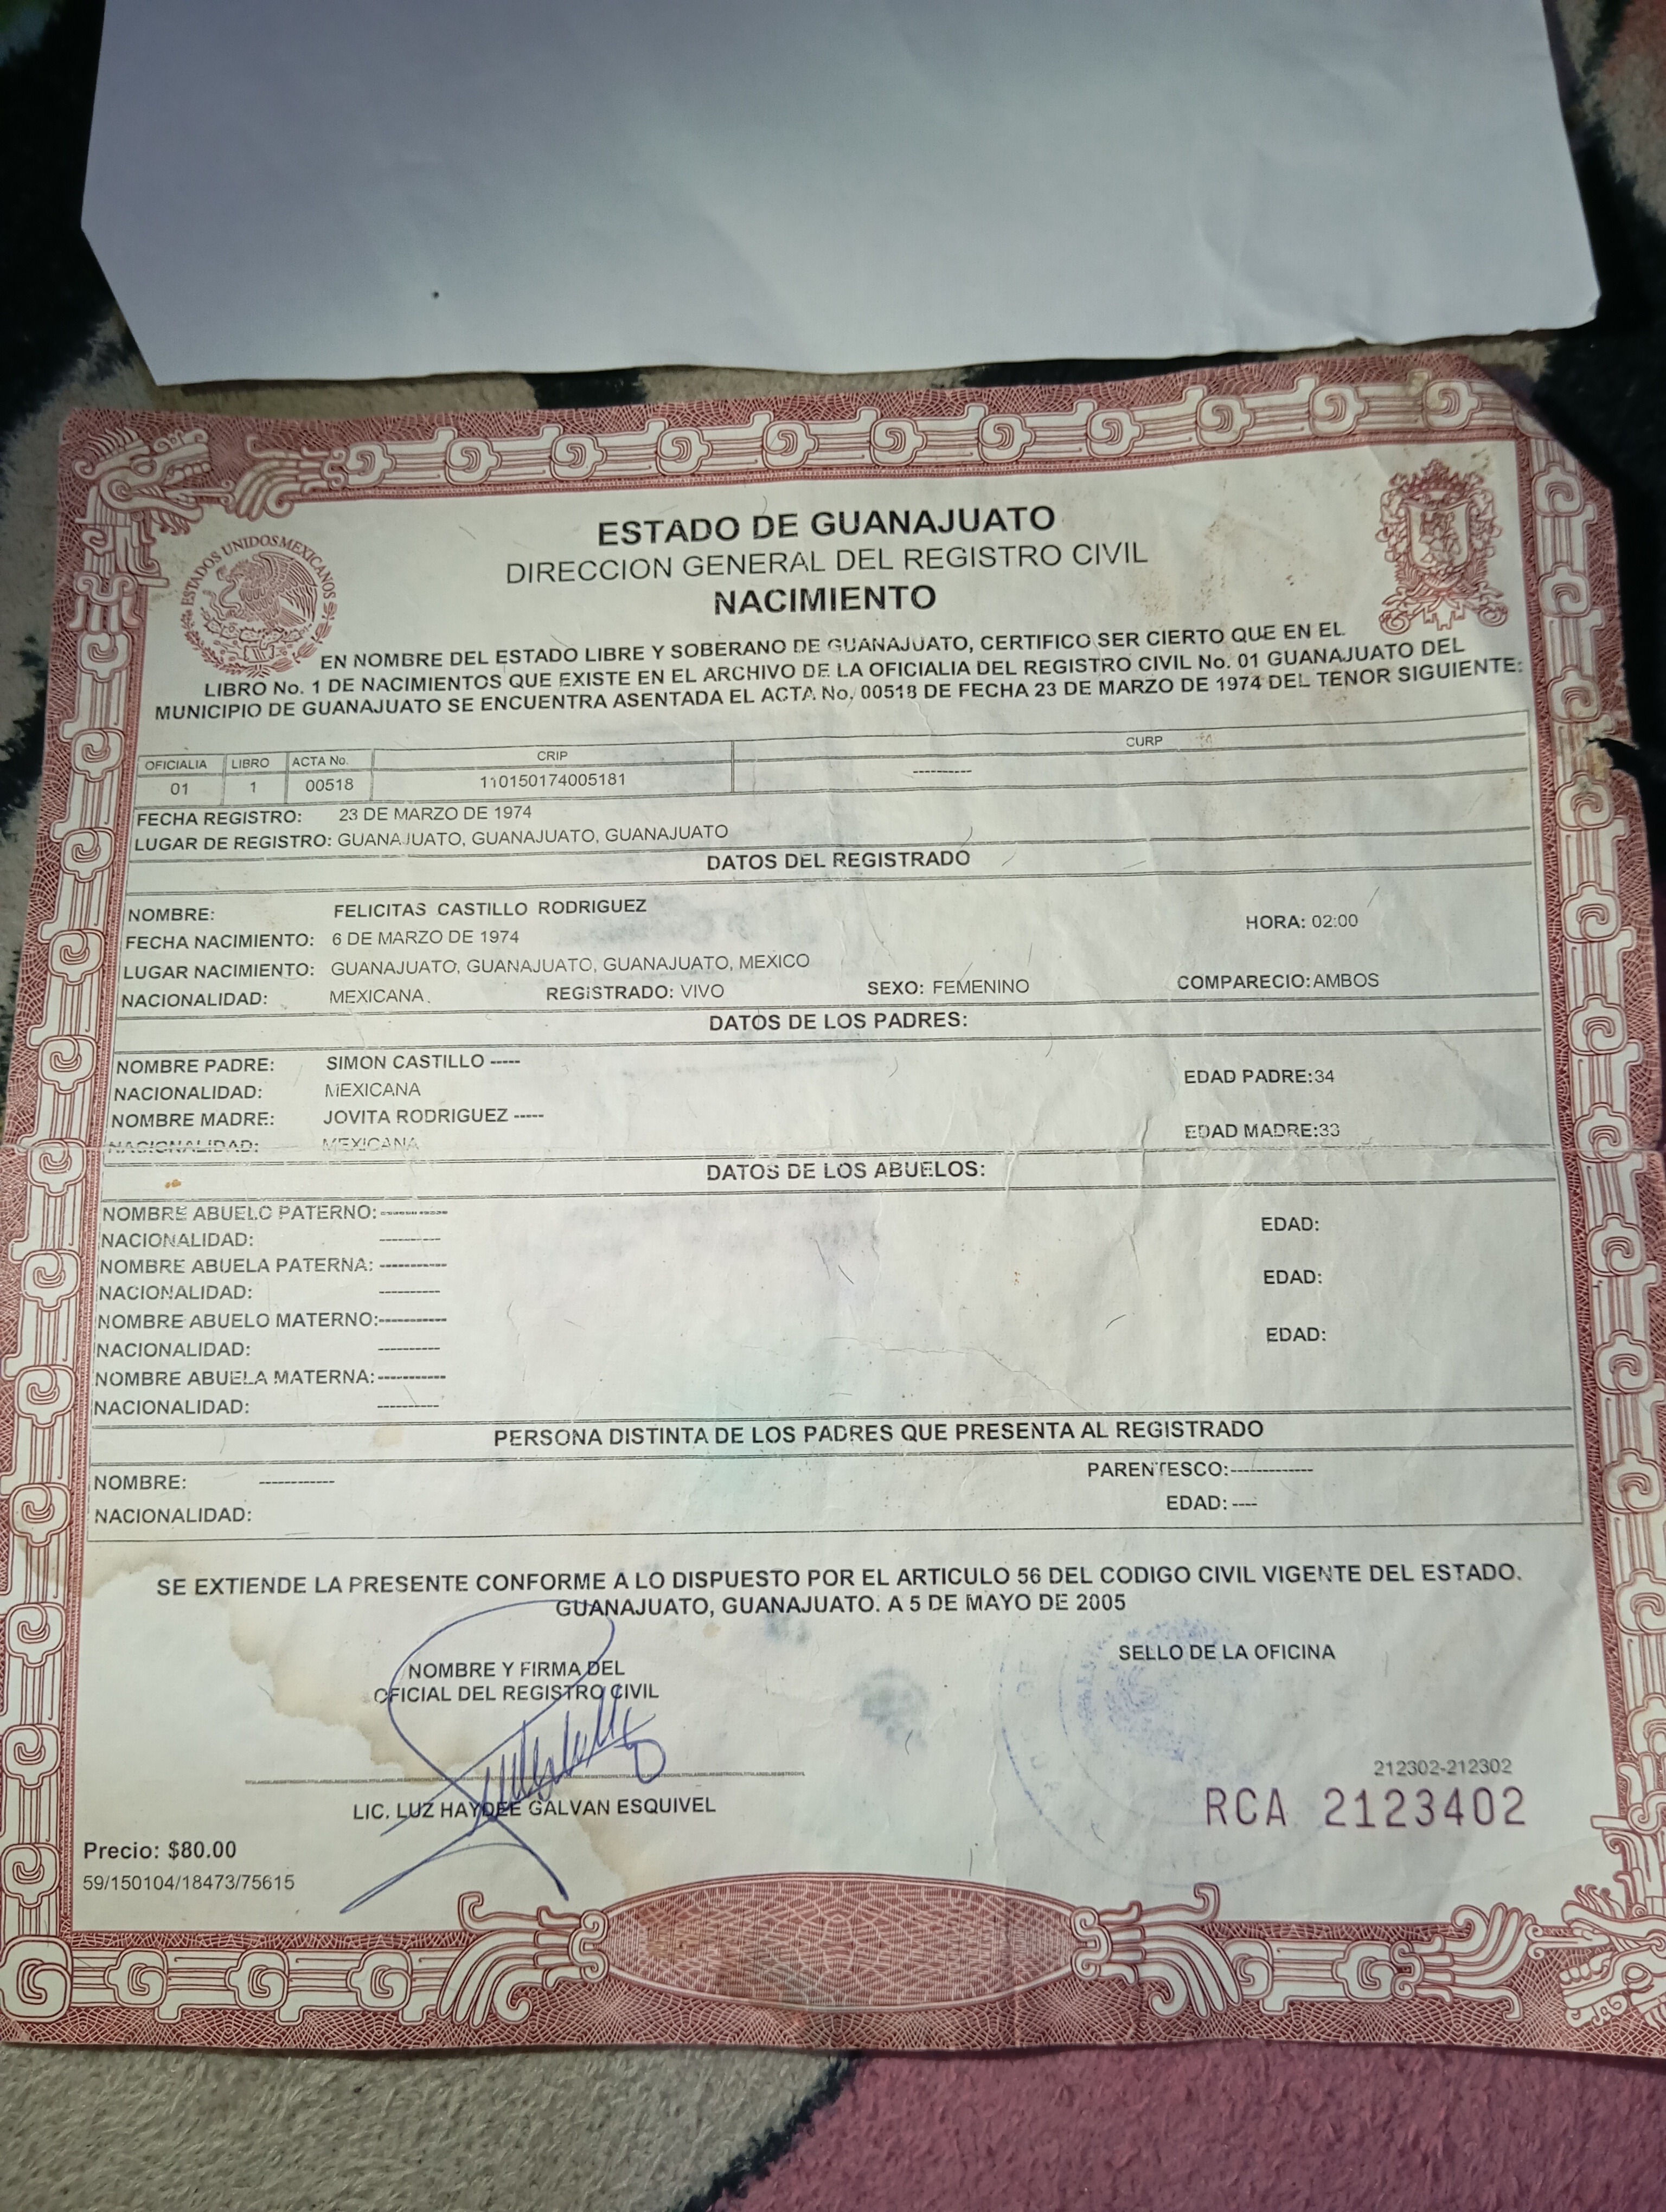 ESTADO DE GUANAJUATO
DIRECCION GENERAL DEL REGISTRO CIVIL
NACIMIENTO
ESTADOS UNIDOS MEXICANOS
EN NOMBRE DEL ESTADO LIBRE Y SOBERANO DE GUANAJUATO, CERTIFICO SER CIERTO QUE EN EL
LIBRO No. 1 DE NACIMIENTOS QUE EXISTE EN EL ARCHIVO DE LA OFICIALIA DEL REGISTRO CIVIL No. 01 GUANAJUATO DEL
MUNICIPIO DE GUANAJUATO SE ENCUENTRA ASENTADA EL ACTA No. 00518 DE FECHA 23 DE MARZO DE 1974 DEL TENOR SIGUIENTE:
OFICIALIA LIBRO ACTA No. CRIP CURP
01 1 00518 110150174005181 ----------
FECHA REGISTRO: 23 DE MARZO DE 1974
LUGAR DE REGISTRO: GUANAJUATO, GUANAJUATO, GUANAJUATO
DATOS DEL REGISTRADO
NOMBRE: FELICITAS CASTILLO RODRIGUEZ HORA: 02:00
FECHA NACIMIENTO: 6 DE MARZO DE 1974
LUGAR NACIMIENTO: GUANAJUATO, GUANAJUATO, GUANAJUATO, MEXICO
NACIONALIDAD: MEXICANA REGISTRADO: VIVO SEXO: FEMENINO COMPARECIO: AMBOS
DATOS DE LOS PADRES:
NOMBRE PADRE: SIMON CASTILLO ----- EDAD PADRE:34
NACIONALIDAD: MEXICANA
NOMBRE MADRE: JOVITA RODRIGUEZ ----- EDAD MADRE:33
NACIONALIDAD: MEXICANA
DATOS DE LOS ABUELOS:
NOMBRE ABUELO PATERNO: ----------- EDAD:
NACIONALIDAD: ----------
NOMBRE ABUELA PATERNA: ----------- EDAD:
NACIONALIDAD: ----------
NOMBRE ABUELO MATERNO: ----------- EDAD:
NACIONALIDAD: ----------
NOMBRE ABUELA MATERNA: -----------
NACIONALIDAD: ----------
PERSONA DISTINTA DE LOS PADRES QUE PRESENTA AL REGISTRADO
NOMBRE: ------------ PARENTESCO:-------------
NACIONALIDAD: EDAD: ----
SE EXTIENDE LA PRESENTE CONFORME A LO DISPUESTO POR EL ARTICULO 56 DEL CODIGO CIVIL VIGENTE DEL ESTADO.
GUANAJUATO, GUANAJUATO. A 5 DE MAYO DE 2005
NOMBRE Y FIRMA DEL
OFICIAL DEL REGISTRO CIVIL
SELLO DE LA OFICINA
LIC. LUZ HAYDEE GALVAN ESQUIVEL
212302-212302
RCA 2123402
Precio: $80.00
59/150104/18473/75615